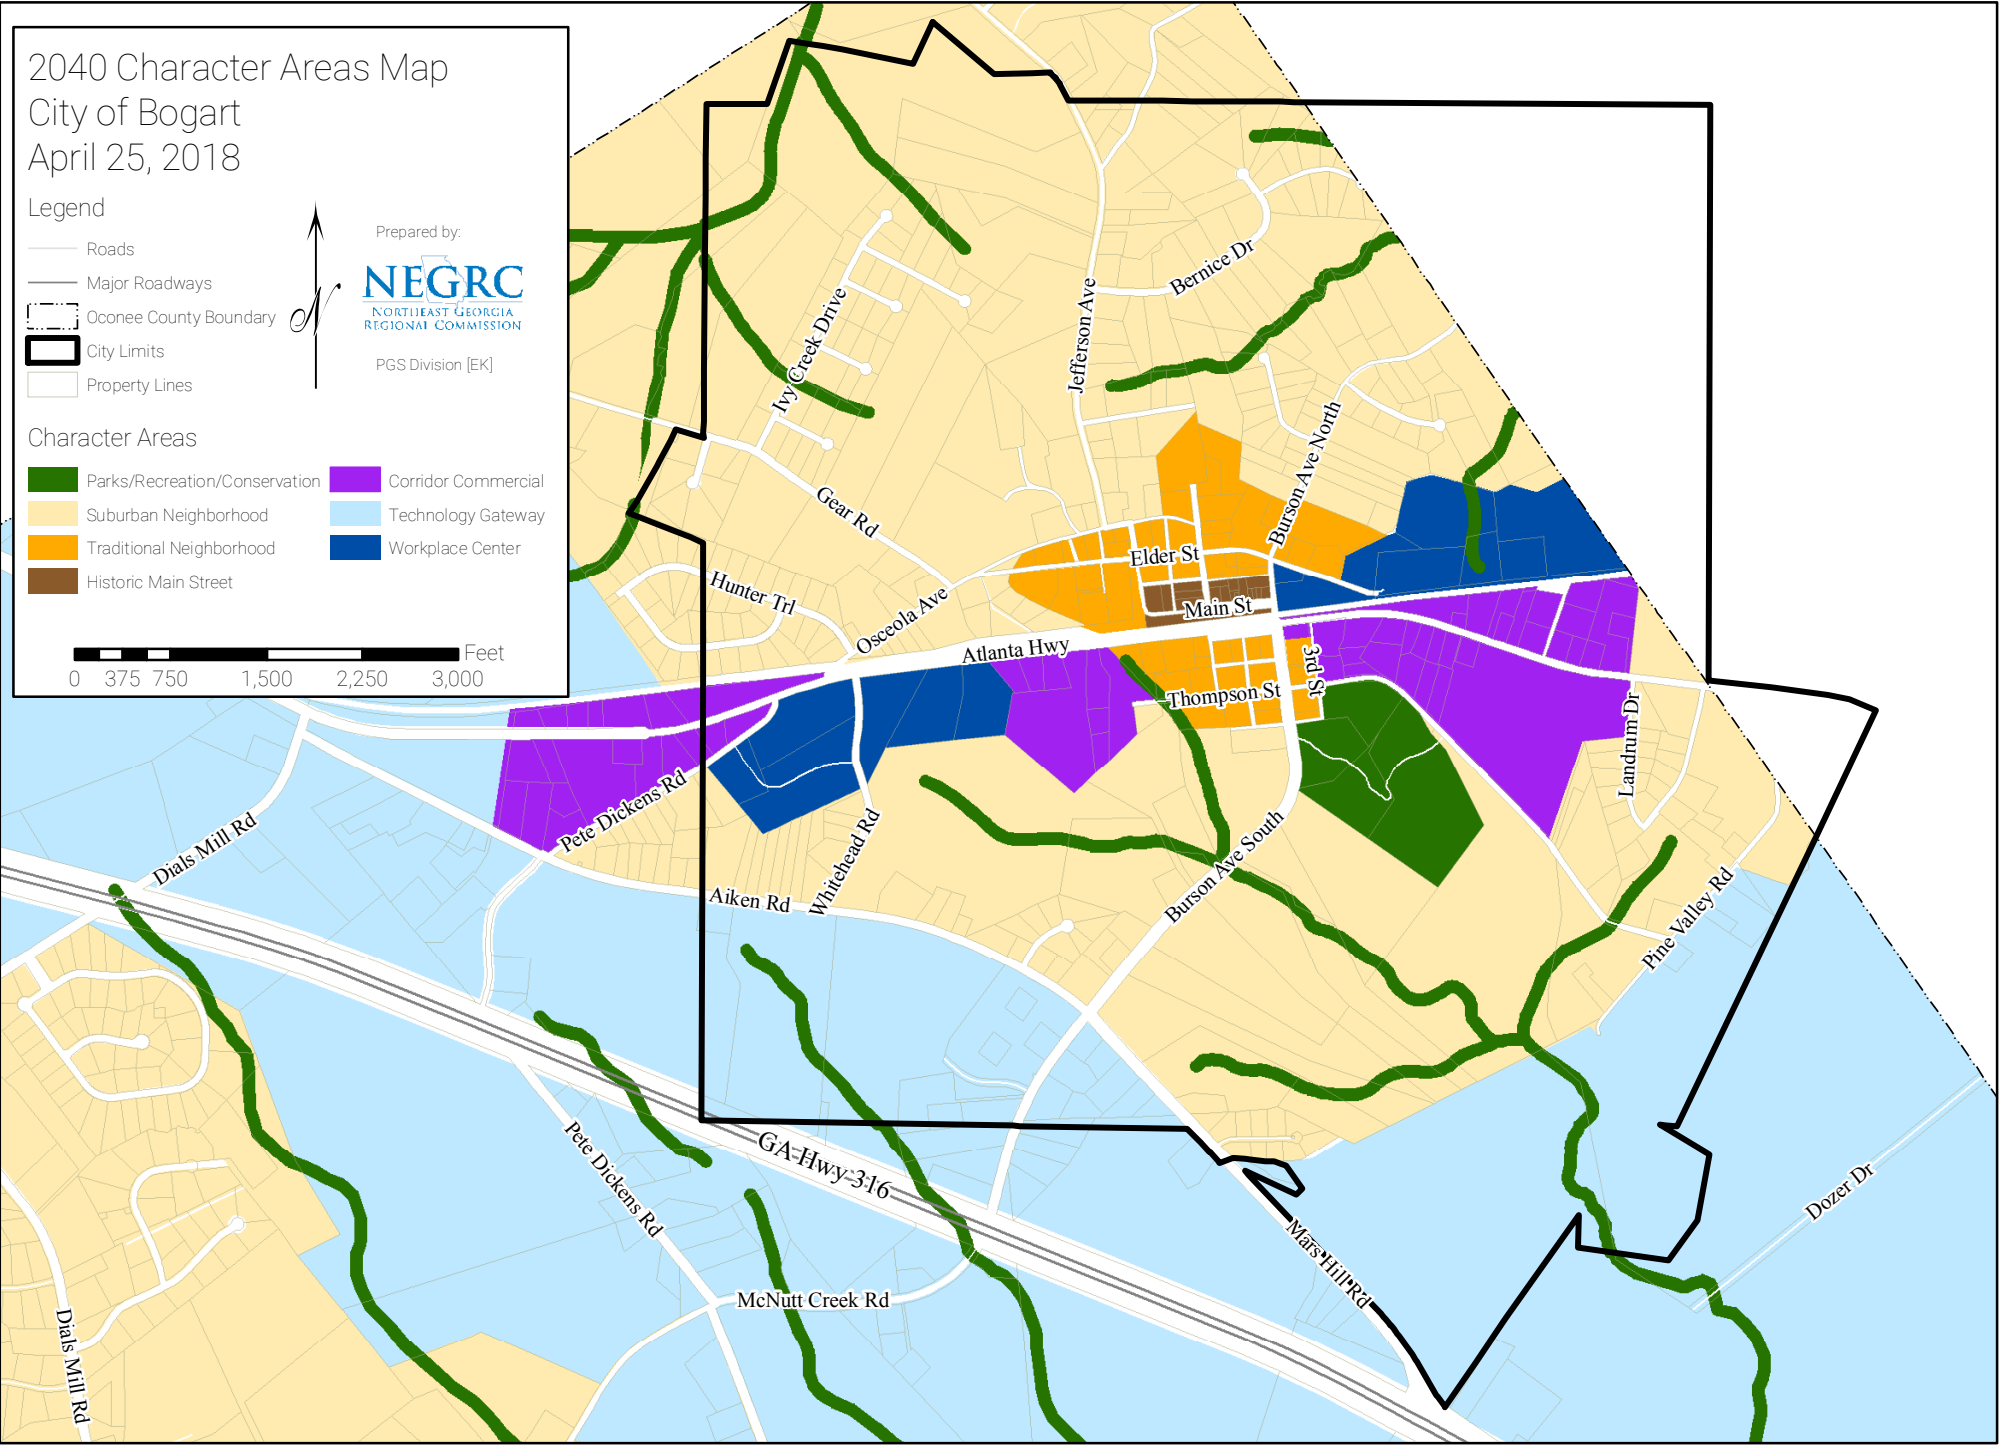 2040 Character Areas Map
City of Bogart
April 25, 2018
Legend
Roads
Major Roadways
Oconee County Boundary
City Limits
Property Lines
N
Prepared by:
NEGRC
NORTHEAST GEORGIA
REGIONAL COMMISSION
PGS Division [EK]
Character Areas
Parks/Recreation/Conservation
Suburban Neighborhood
Traditional Neighborhood
Historic Main Street
Corridor Commercial
Technology Gateway
Workplace Center
0 375 750 1,500 2,250 3,000 Feet
Bernice Dr
Jefferson Ave
Ivy Creek Drive
Burson Ave North
Gear Rd
Elder St
Hunter Trl
Osceola Ave
Main St
Atlanta Hwy
3rd St
Thompson St
Landrum Dr
Pete Dickens Rd
Dials Mill Rd
Whitehead Rd
Aiken Rd
Burson Ave South
Pine Valley Rd
GA Hwy 316
Pete Dickens Rd
Dozer Dr
Mars Hill Rd
McNutt Creek Rd
Dials Mill Rd